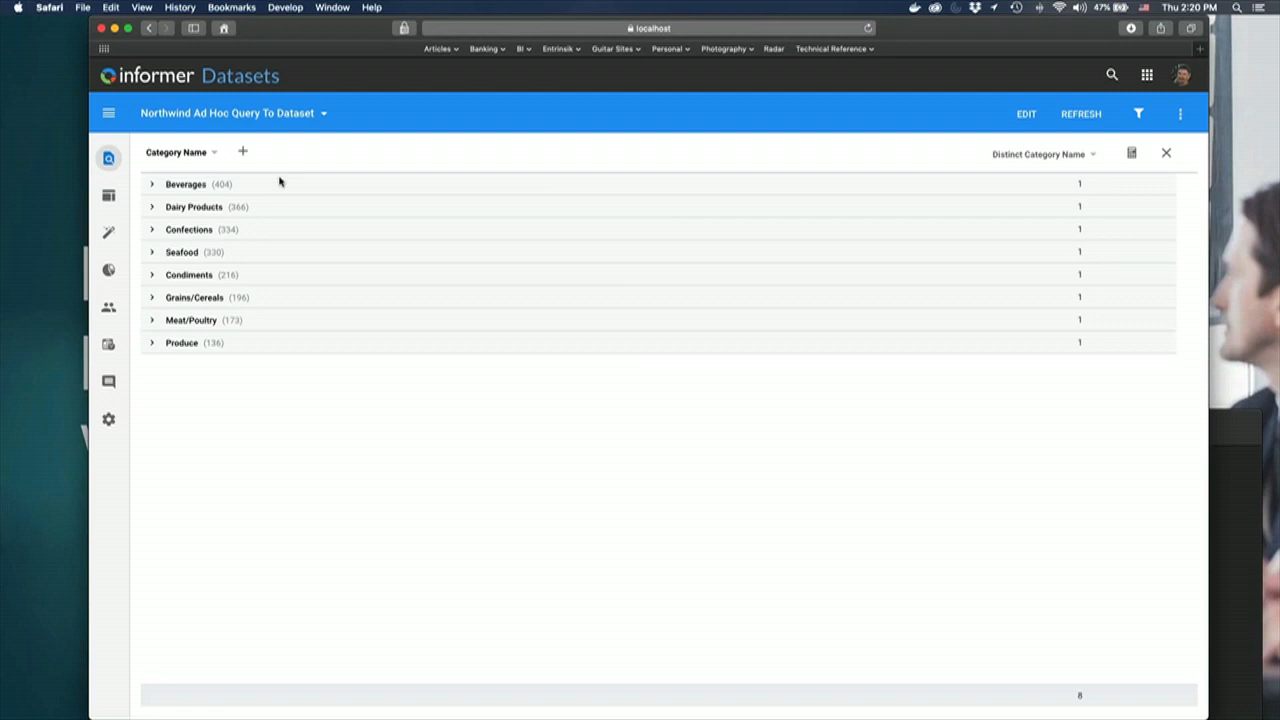 Safari File Edit View History Bookmarks Develop Window Help 47% Thu 2:20 PM
localhost
Articles Banking BI Entrinsik Guitar Sites Personal Photography Radar Technical Reference
informer Datasets
Northwind Ad Hoc Query To Dataset EDIT REFRESH
Category Name Distinct Category Name
Beverages (404) 1
Dairy Products (366) 1
Confections (334) 1
Seafood (330) 1
Condiments (216) 1
Grains/Cereals (196) 1
Meat/Poultry (173) 1
Produce (136) 1
8